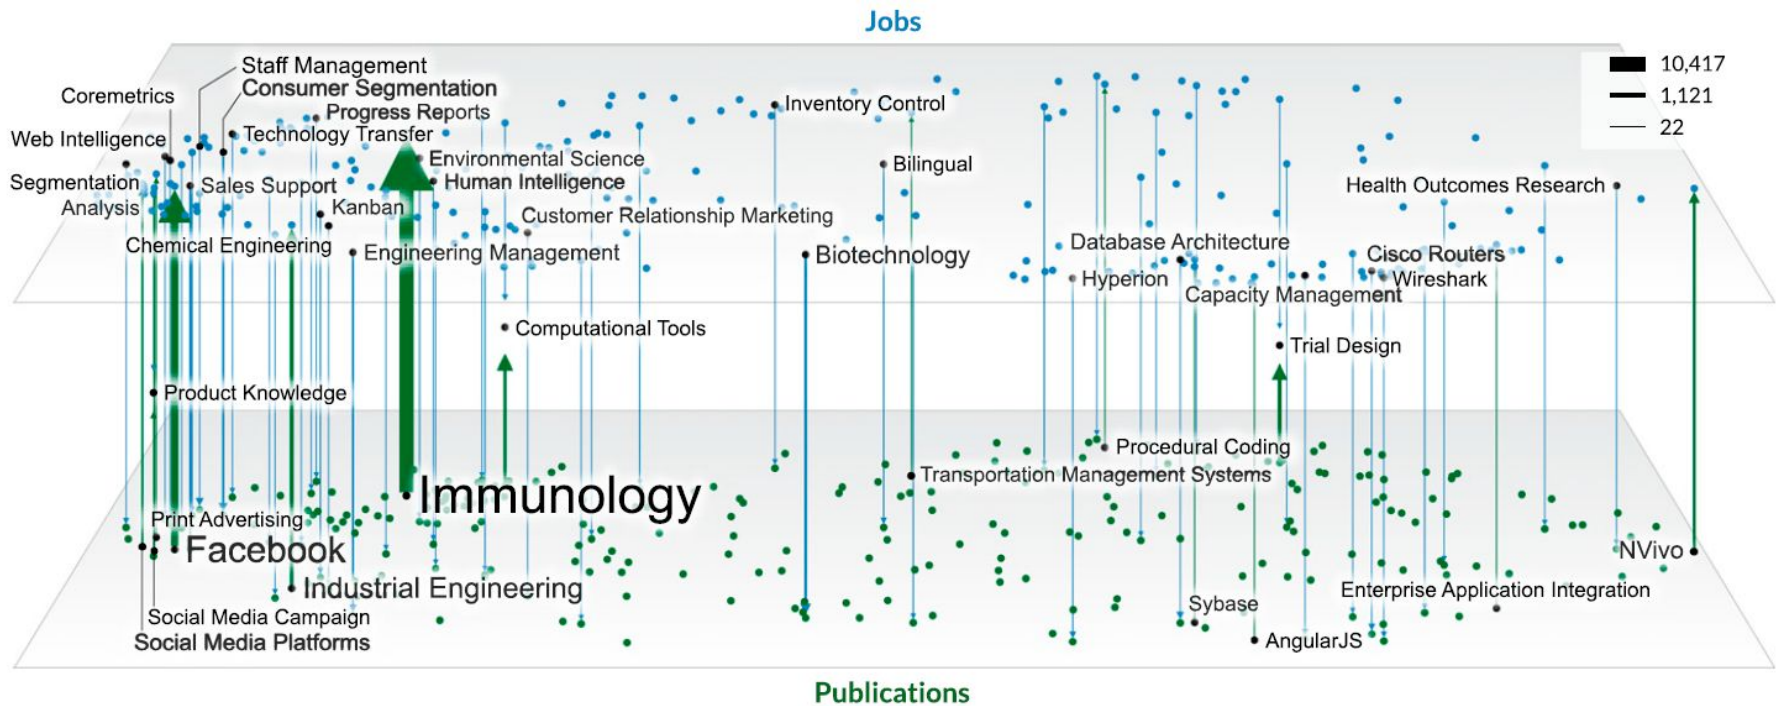 Jobs
Staff Management
Coremetrics
Consumer Segmentation
Progress Reports
Inventory Control
Web Intelligence
Technology Transfer
Environmental Science
Bilingual
Segmentation
Analysis
Sales Support
Human Intelligence
Health Outcomes Research
Kanban
Customer Relationship Marketing
Chemical Engineering
Engineering Management
Biotechnology
Database Architecture
Cisco Routers
Hyperion
Wireshark
Capacity Management
10,417
1,121
22
Computational Tools
Trial Design
Product Knowledge
Procedural Coding
Transportation Management Systems
Immunology
Print Advertising
Facebook
NVivo
Industrial Engineering
Enterprise Application Integration
Sybase
Social Media Campaign
Social Media Platforms
AngularJS
Publications